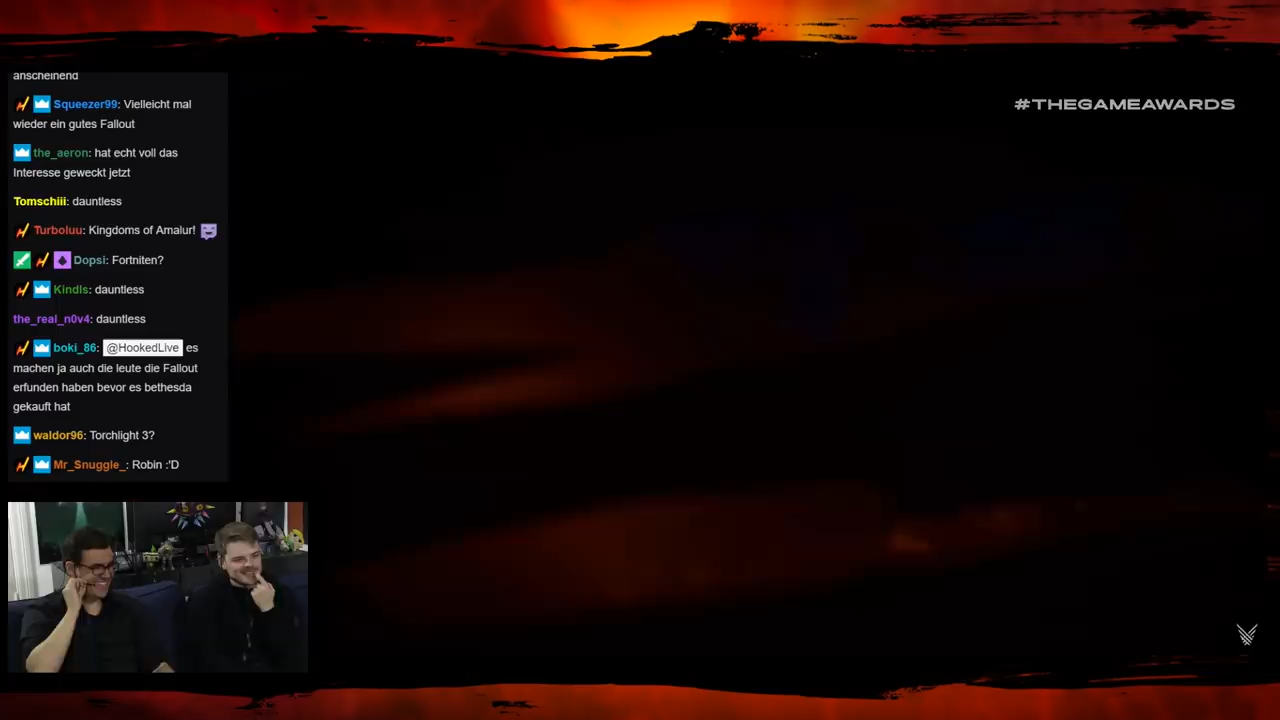 anscheinend
Squeezer99: Vielleicht mal
wieder ein gutes Fallout
the_aeron: hat echt voll das
Interesse geweckt jetzt
Tomschiii: dauntless
Turboluu: Kingdoms of Amalur!
Dopsi: Fortniten?
Kindls: dauntless
the_real_n0v4: dauntless
boki_86: @HookedLive es
machen ja auch die leute die Fallout
erfunden haben bevor es bethesda
gekauft hat
waldor96: Torchlight 3?
Mr_Snuggle_: Robin :'D
#THEGAMEAWARDS